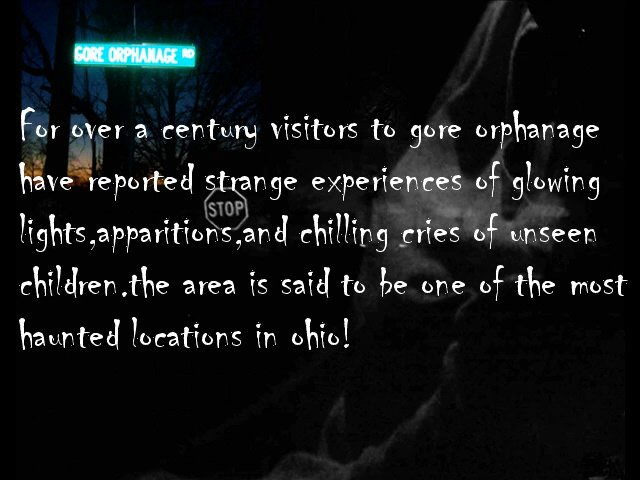 GORE ORPHANAGE RD
For over a century visitors to gore orphanage
have reported strange experiences of glowing
STOP
lights,apparitions,and chilling cries of unseen
children.the area is said to be one of the most
haunted locations in ohio!